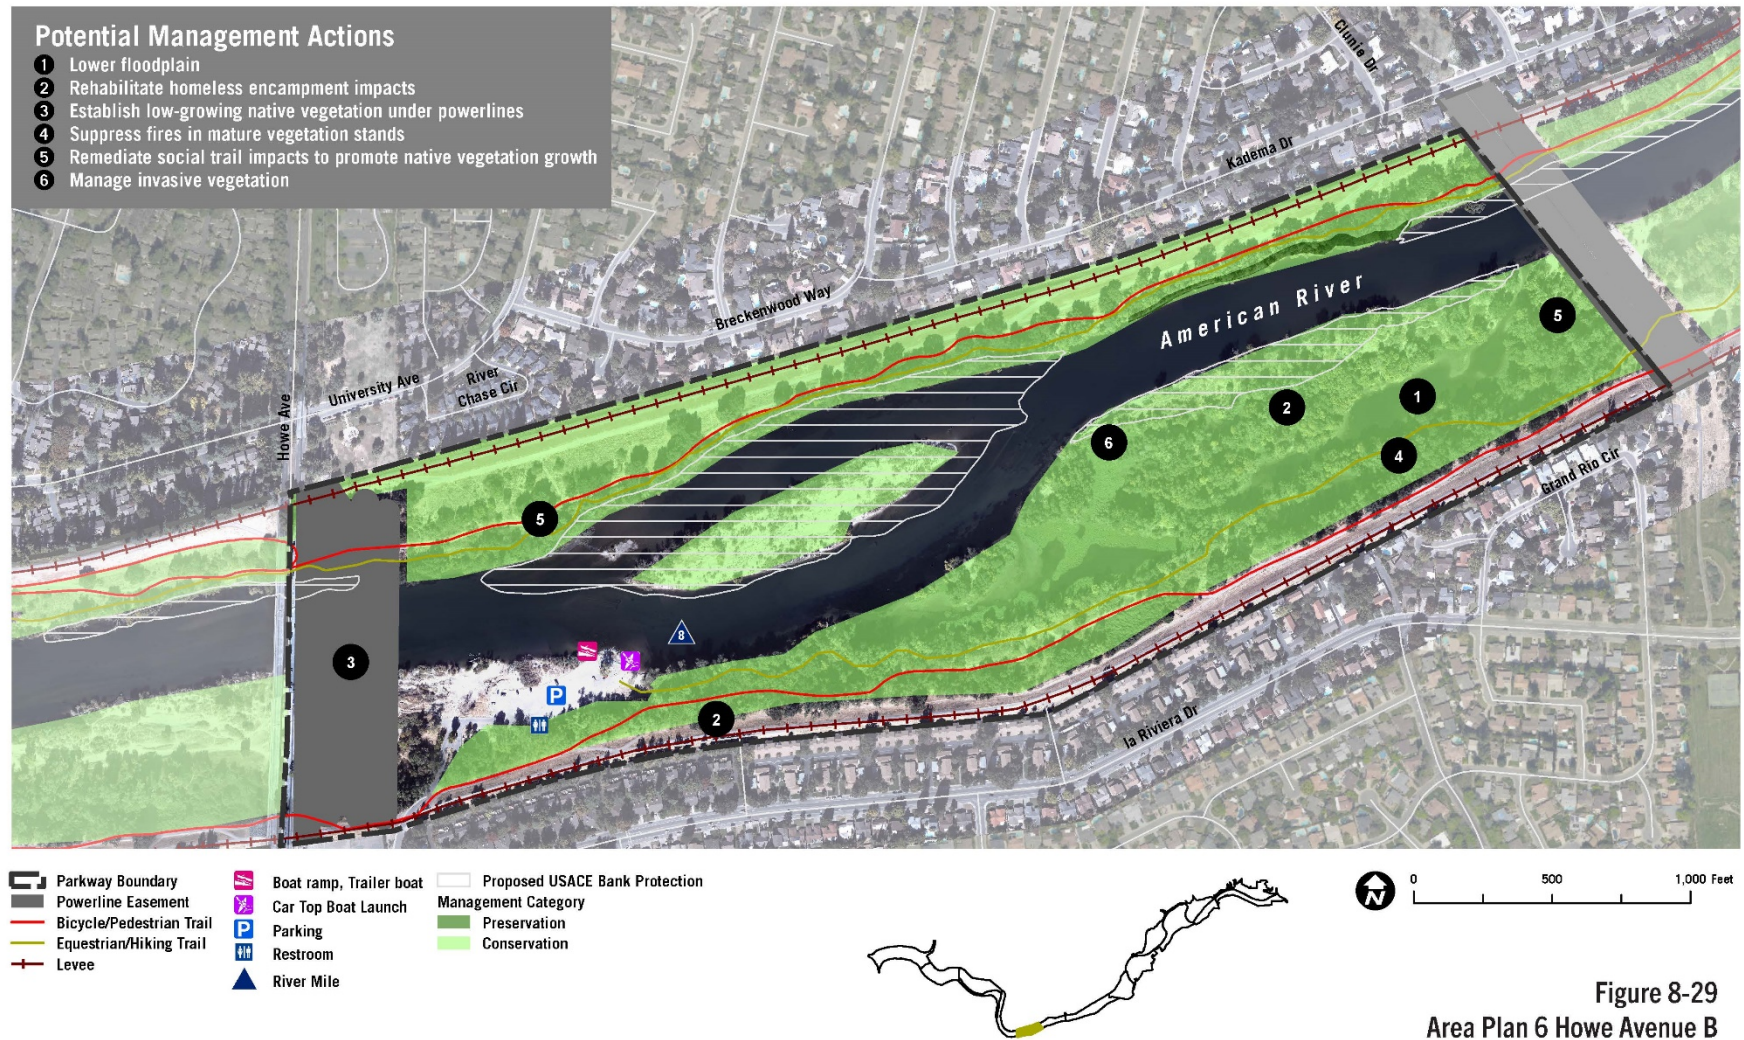 Potential Management Actions
1 Lower floodplain
2 Rehabilitate homeless encampment impacts
3 Establish low-growing native vegetation under powerlines
4 Suppress fires in mature vegetation stands
5 Remediate social trail impacts to promote native vegetation growth
6 Manage invasive vegetation
Clunie Dr
Kadema Dr
Breckenwood Way
American River
University Ave
River
Chase Cir
Howe Ave
5
1
2
6
4
Grand Rio Cir
5
8
3
P
2
la Riviera Dr
Parkway Boundary
Powerline Easement
Bicycle/Pedestrian Trail
Equestrian/Hiking Trail
Levee
Boat ramp, Trailer boat
Car Top Boat Launch
P Parking
Restroom
River Mile
Proposed USACE Bank Protection
Management Category
Preservation
Conservation
N
0 500 1,000 Feet
Figure 8-29
Area Plan 6 Howe Avenue B